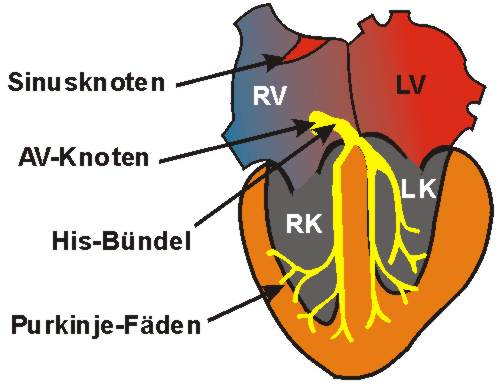 Sinusknoten
RV
LV
AV-Knoten
LK
RK
His-Bündel
Purkinje-Fäden